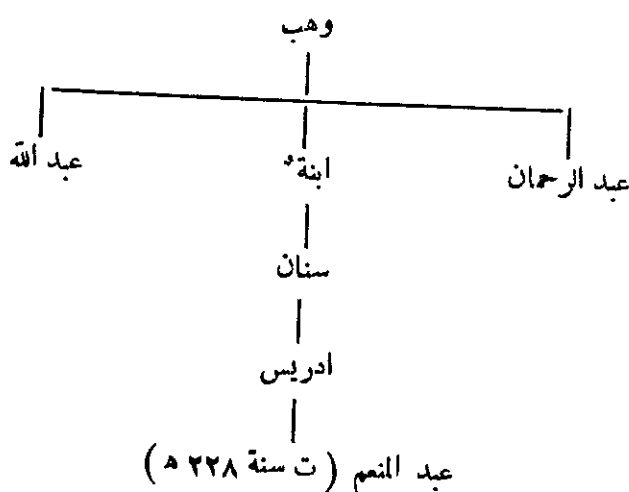 وهب
عبد الرحمان ابنةٌ عبد الله
سنان
ادريس
عبد المنعم ( ت سنة ٢٢٨ ه )